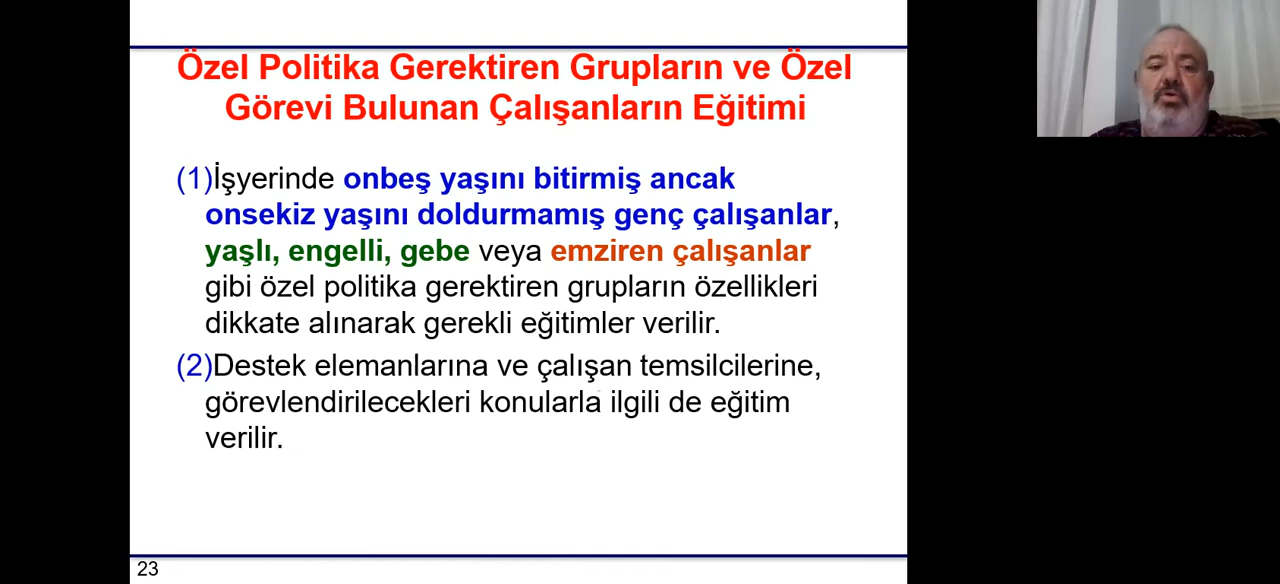 Özel Politika Gerektiren Grupların ve Özel
Görevi Bulunan Çalışanların Eğitimi
(1)İşyerinde onbeş yaşını bitirmiş ancak
onsekiz yaşını doldurmamış genç çalışanlar,
yaşlı, engelli, gebe veya emziren çalışanlar
gibi özel politika gerektiren grupların özellikleri
dikkate alınarak gerekli eğitimler verilir.
(2)Destek elemanlarına ve çalışan temsilcilerine,
görevlendirilecekleri konularla ilgili de eğitim
verilir.
23